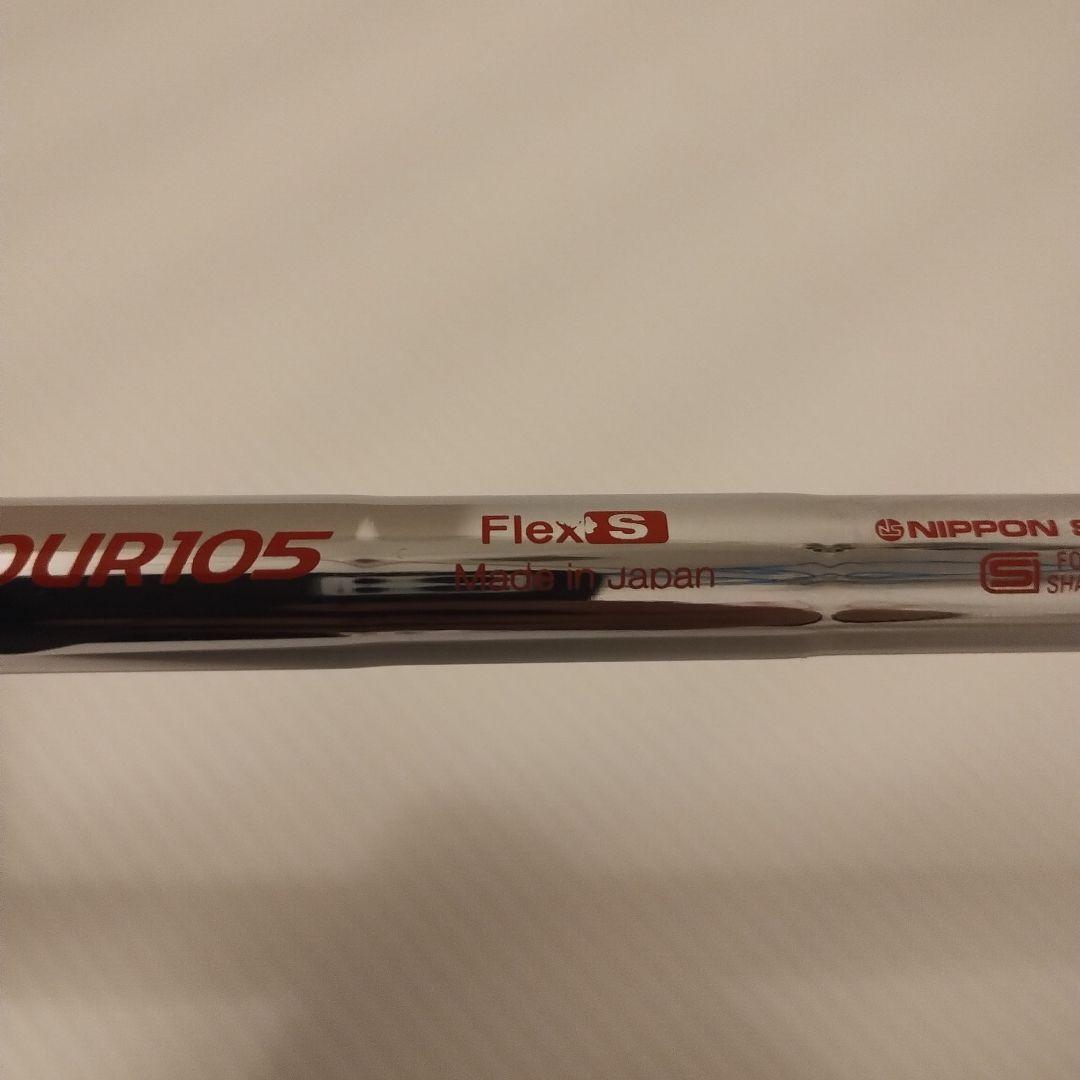 OUR105
Flex S
Made in Japan
NIPPON S
S FO
SHA